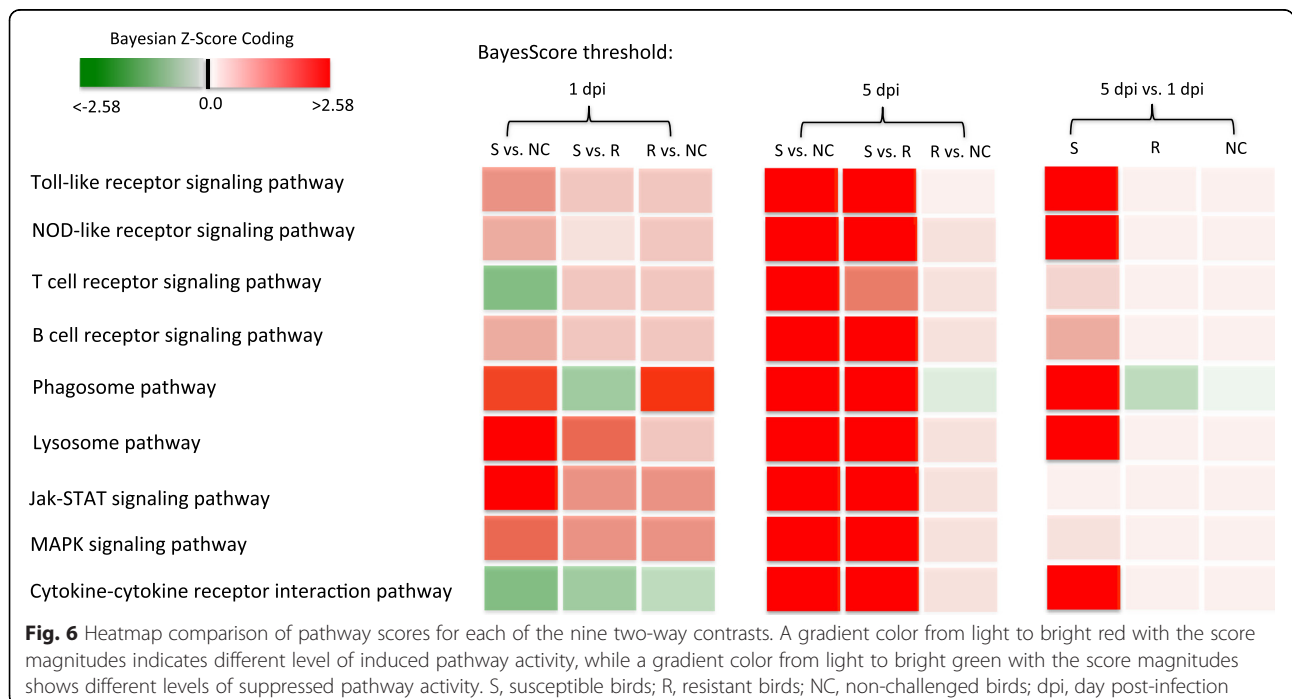 Bayesian Z-Score Coding
<-2.58 0.0 >2.58
BayesScore threshold:
1 dpi 5 dpi 5 dpi vs. 1 dpi
S vs. NC S vs. R R vs. NC S vs. NC S vs. R R vs. NC S R NC
Toll-like receptor signaling pathway
NOD-like receptor signaling pathway
T cell receptor signaling pathway
B cell receptor signaling pathway
Phagosome pathway
Lysosome pathway
Jak-STAT signaling pathway
MAPK signaling pathway
Cytokine-cytokine receptor interaction pathway
Fig. 6 Heatmap comparison of pathway scores for each of the nine two-way contrasts. A gradient color from light to bright red with the score
magnitudes indicates different level of induced pathway activity, while a gradient color from light to bright green with the score magnitudes
shows different levels of suppressed pathway activity. S, susceptible birds; R, resistant birds; NC, non-challenged birds; dpi, day post-infection